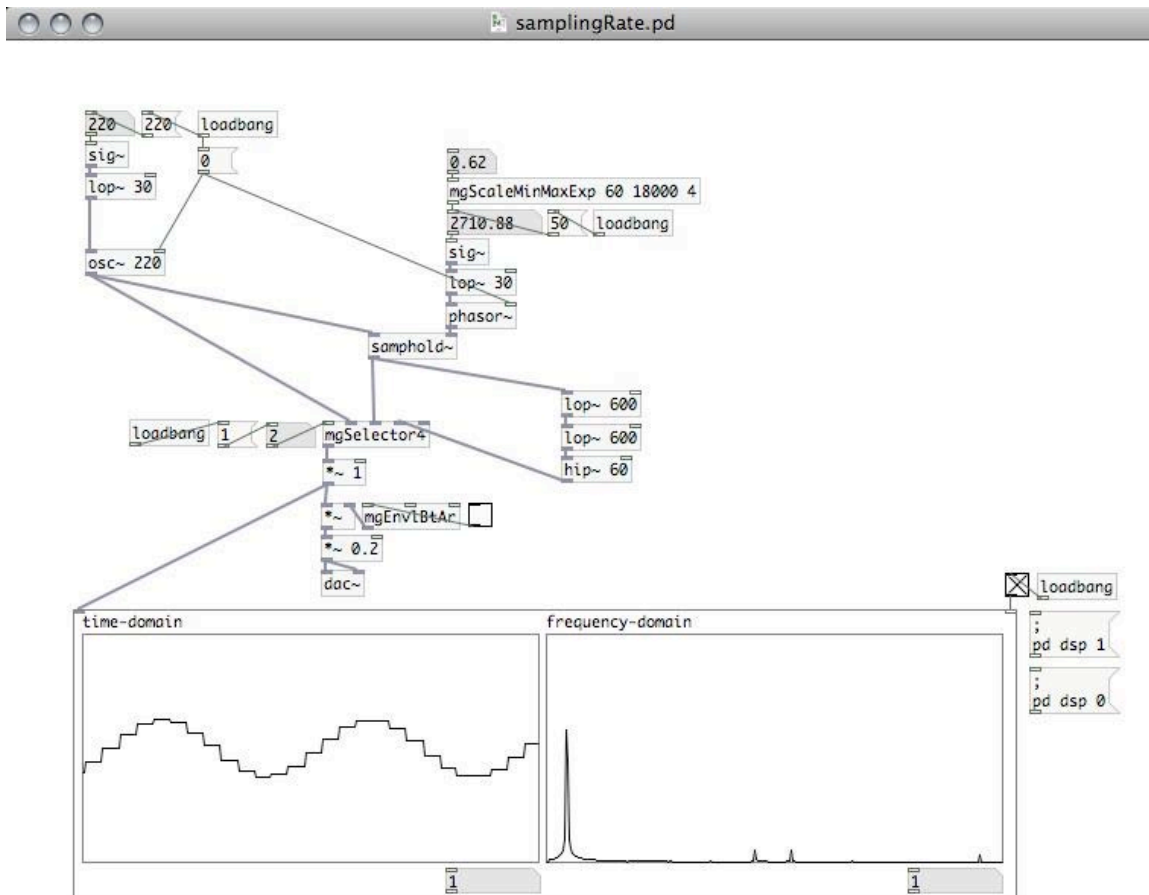 samplingRate.pd
220
220
loadbang
sig~
0
lop~ 30
osc~ 220
0.62
mgScaleMinMaxExp 60 18000 4
2710.88
50
loadbang
sig~
lop~ 30
phasor~
samphold~
lop~ 600
lop~ 600
hip~ 60
loadbang
1
2
mgSelector4
*~ 1
*~
mgEnvlBtAr
*~ 0.2
dac~
loadbang
;
pd dsp 1
;
pd dsp 0
time-domain
frequency-domain
1
1